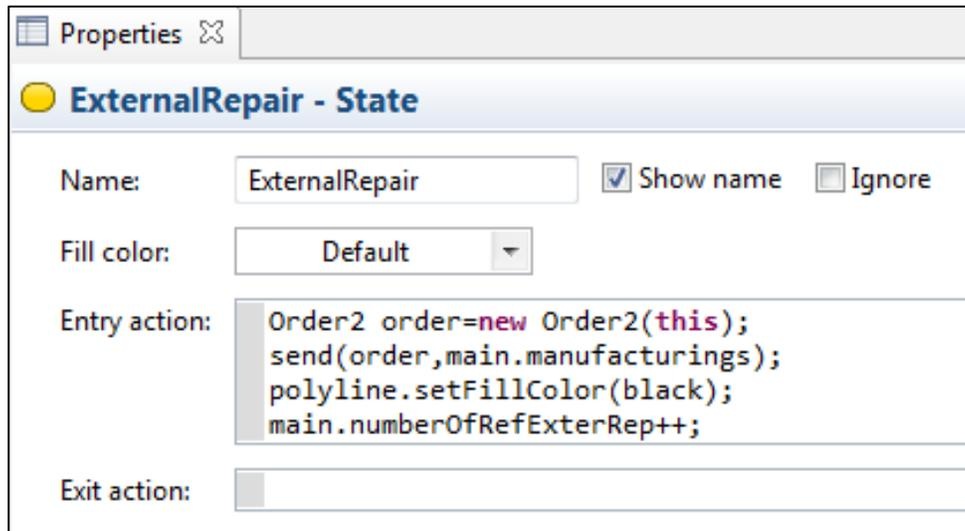 Properties
ExternalRepair - State
Name: ExternalRepair Show name Ignore
Fill color: Default
Entry action: Order2 order=new Order2(this);
send(order,main.manufacturings);
polyline.setFillColor(black);
main.numberOfRefExterRep++;
Exit action: